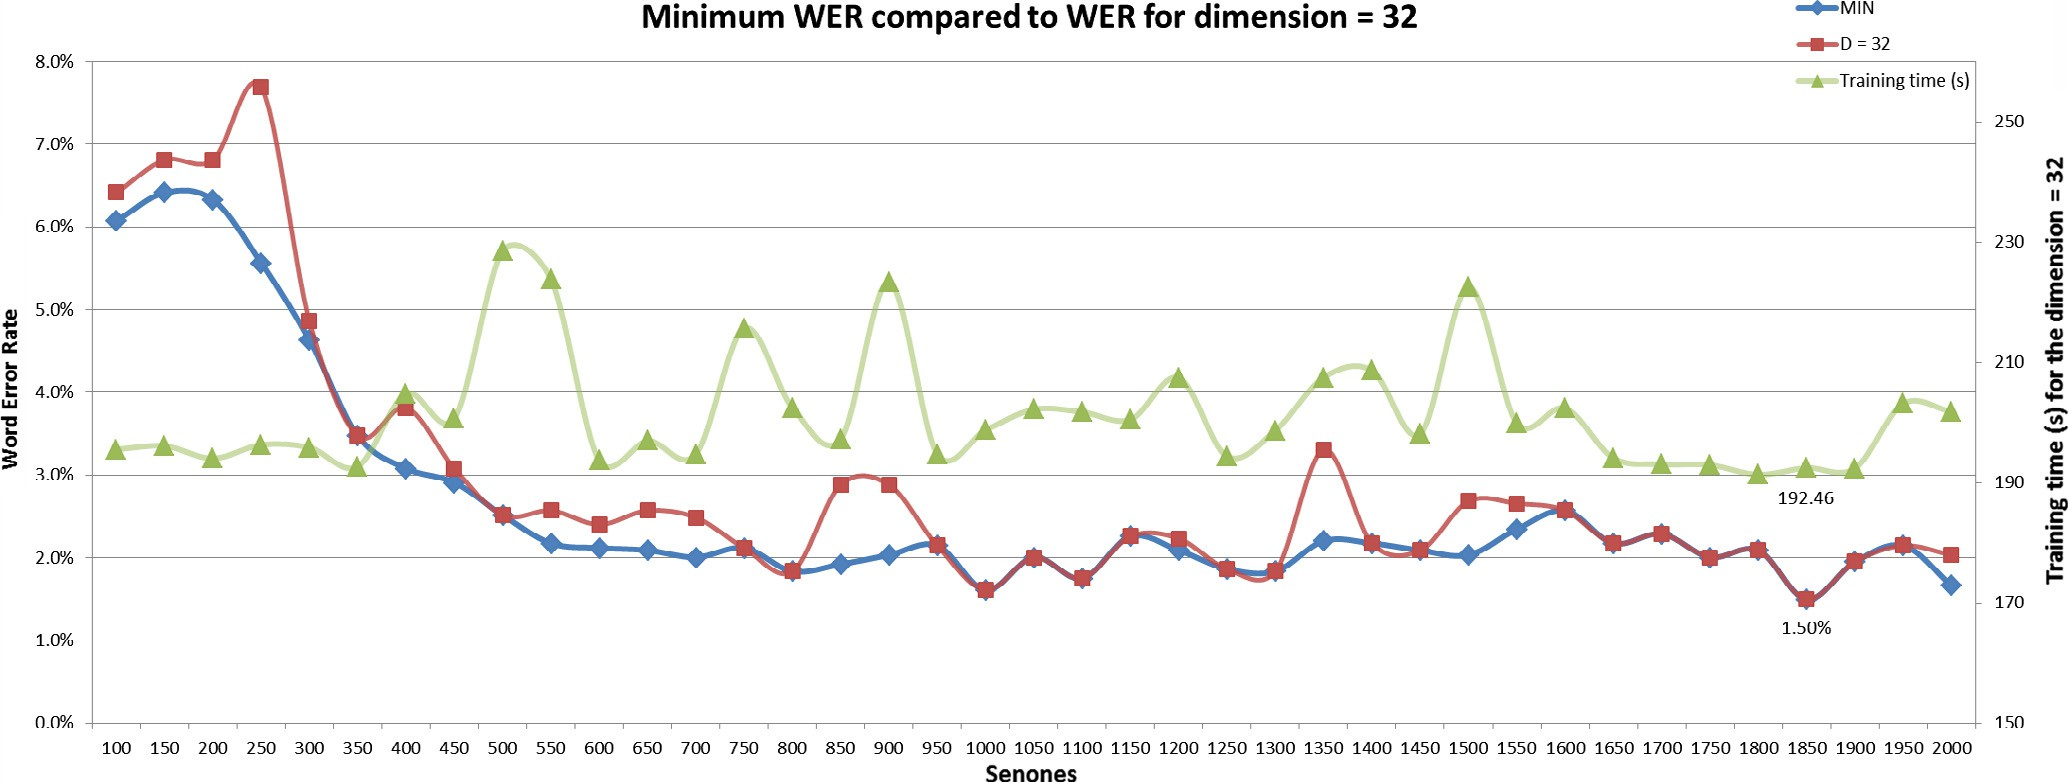 Minimum WER compared to WER for dimension = 32
MIN
D = 32
Training time (s)
8.0%
7.0%
6.0%
5.0%
4.0%
3.0%
2.0%
1.0%
0.0%
Word Error Rate
250
230
210
190
170
150
Training time (s) for the dimension = 32
192.46
1.50%
100 150 200 250 300 350 400 450 500 550 600 650 700 750 800 850 900 950 1000 1050 1100 1150 1200 1250 1300 1350 1400 1450 1500 1550 1600 1650 1700 1750 1800 1850 1900 1950 2000
Senones